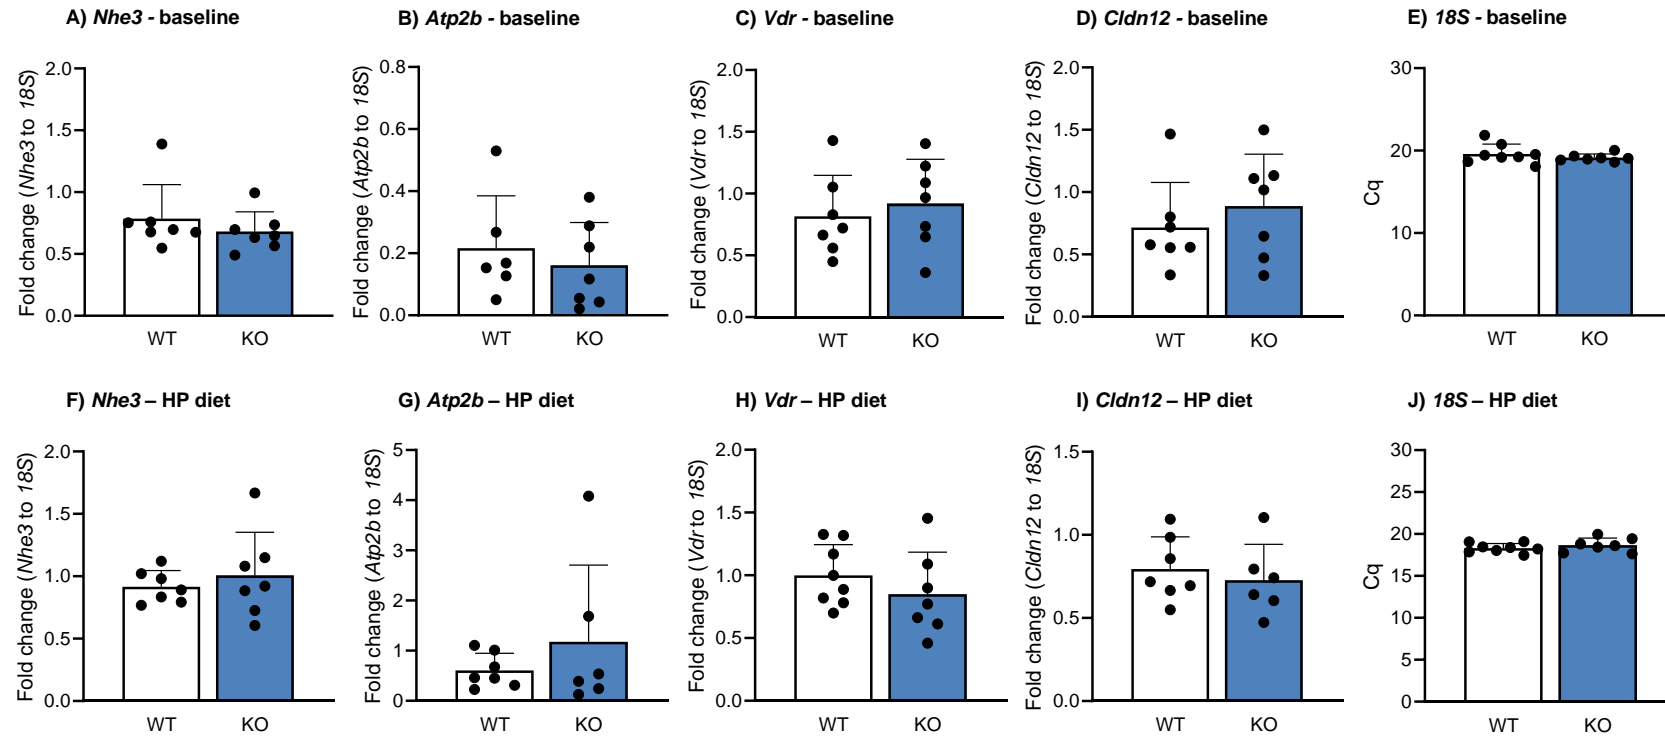 A) Nhe3 - baseline
Fold change (Nhe3 to 18S)
2.0
1.5
1.0
0.5
0.0
WT KO
B) Atp2b - baseline
Fold change (Atp2b to 18S)
0.8
0.6
0.4
0.2
0.0
WT KO
C) Vdr - baseline
Fold change (Vdr to 18S)
2.0
1.5
1.0
0.5
0.0
WT KO
D) Cldn12 - baseline
Fold change (Cldn12 to 18S)
2.0
1.5
1.0
0.5
0.0
WT KO
E) 18S - baseline
Cq
30
20
10
0
WT KO
F) Nhe3 – HP diet
Fold change (Nhe3 to 18S)
2.0
1.5
1.0
0.5
0.0
WT KO
G) Atp2b – HP diet
Fold change (Atp2b to 18S)
5
4
3
2
1
0
WT KO
H) Vdr – HP diet
Fold change (Vdr to 18S)
2.0
1.5
1.0
0.5
0.0
WT KO
I) Cldn12 – HP diet
Fold change (Cldn12 to 18S)
1.5
1.0
0.5
0.0
WT KO
J) 18S – HP diet
Cq
30
25
20
15
10
5
0
WT KO